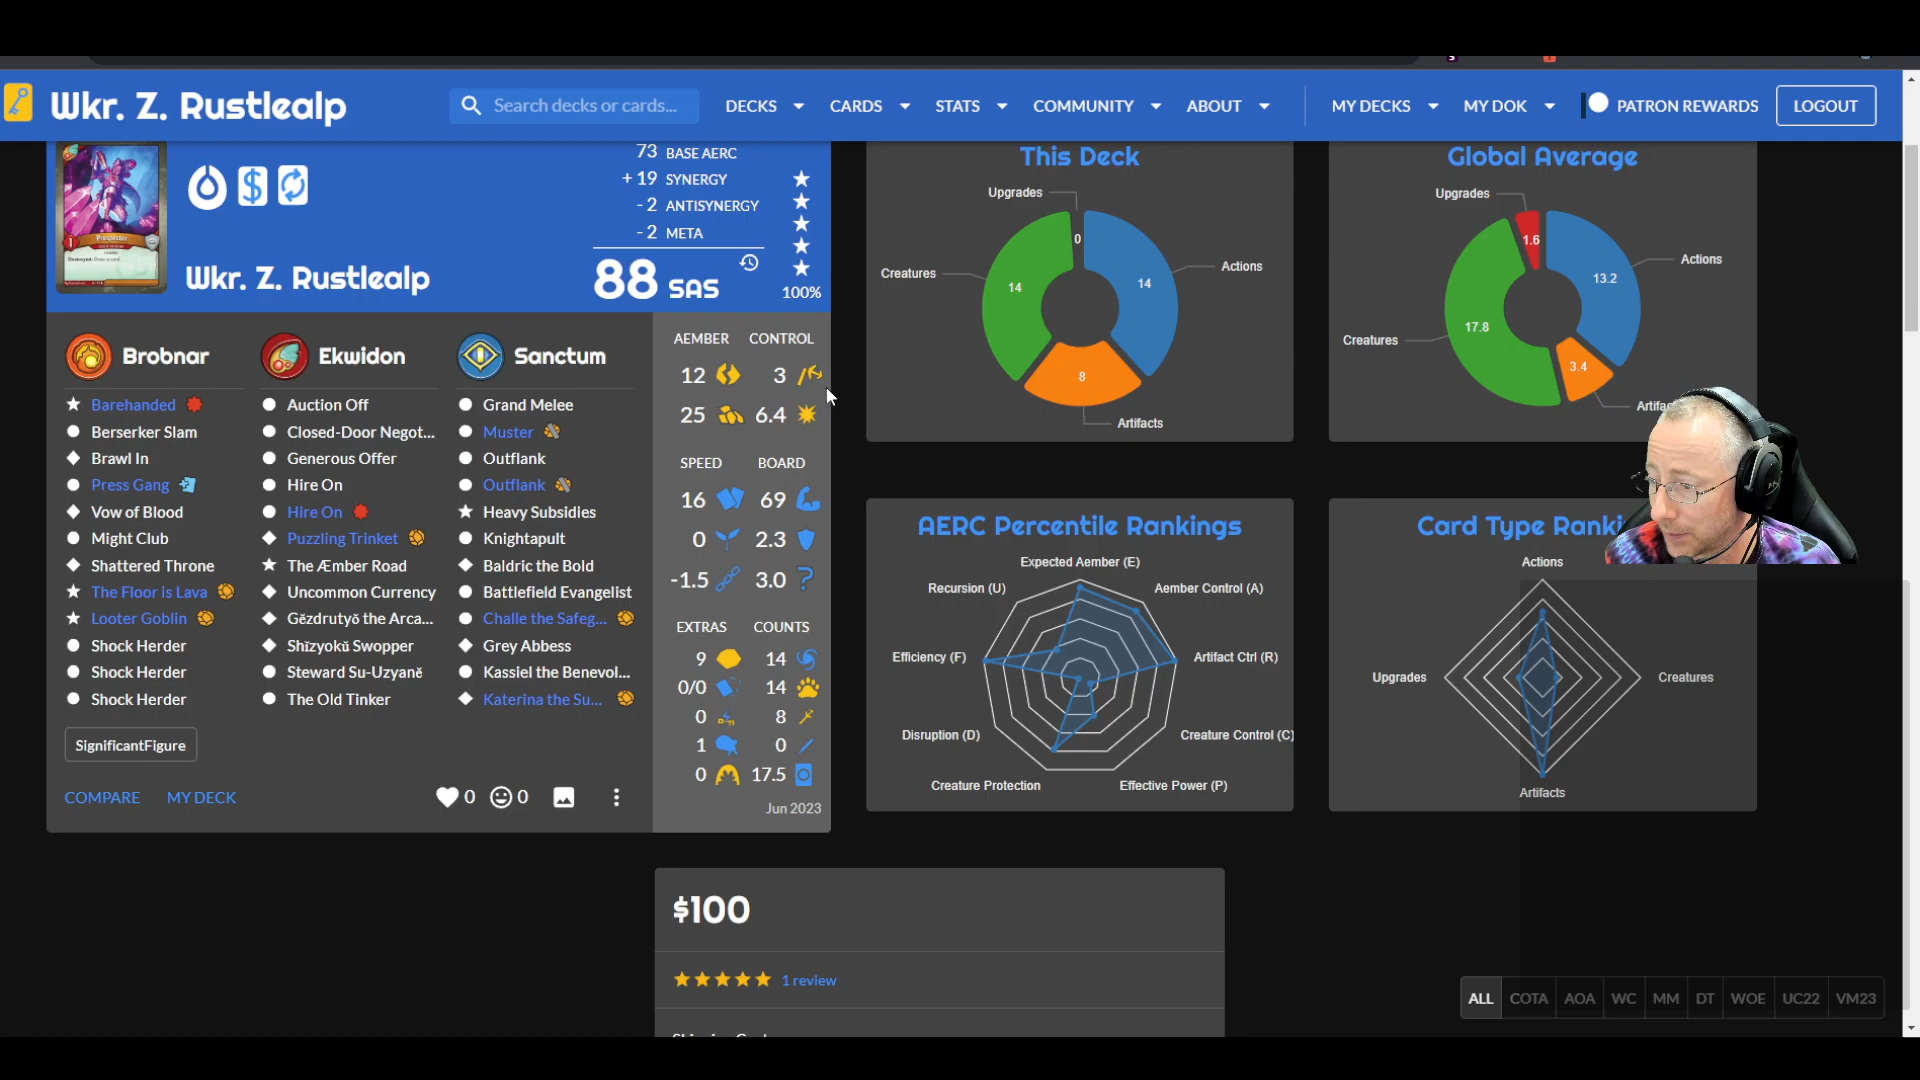 Wkr. Z. Rustlealp
Search decks or cards...
DECKS
CARDS
STATS
COMMUNITY
ABOUT
MY DECKS
MY DOK
PATRON REWARDS
LOGOUT
73 BASE AERC
+ 19 SYNERGY
- 2 ANTISYNERGY
- 2 META
88 SAS
100%
Wkr. Z. Rustlealp
Brobnar
Barehanded
Berserker Slam
Brawl In
Press Gang
Vow of Blood
Might Club
Shattered Throne
The Floor Is Lava
Looter Goblin
Shock Herder
Shock Herder
Shock Herder
Ekwidon
Auction Off
Closed-Door Negot...
Generous Offer
Hire On
Hire On
Puzzling Trinket
The Æmber Road
Uncommon Currency
Gĕzdrutyŏ the Arca...
Shĭzyokŭ Swopper
Steward Su-Uzyanĕ
The Old Tinker
Sanctum
Grand Melee
Muster
Outflank
Outflank
Heavy Subsidies
Knightapult
Baldric the Bold
Battlefield Evangelist
Challe the Safeg...
Grey Abbess
Kassiel the Benevol...
Katerina the Su...
SignificantFigure
COMPARE
MY DECK
0
0
AEMBER CONTROL
12 3
25 6.4
SPEED BOARD
16 69
0 2.3
-1.5 3.0
EXTRAS COUNTS
9 14
0/0 14
0 8
1 0
0 17.5
Jun 2023
This Deck
Upgrades
0
Creatures
14
Actions
14
8
Artifacts
Global Average
Upgrades
1.6
Actions
13.2
Creatures
17.8
3.4
AERC Percentile Rankings
Expected Aember (E)
Recursion (U)
Aember Control (A)
Efficiency (F)
Artifact Ctrl (R)
Disruption (D)
Creature Control (C)
Creature Protection
Effective Power (P)
Card Type
Actions
Upgrades
Creatures
Artifacts
$100
1 review
ALL
COTA
AOA
WC
MM
DT
WOE
UC22
VM23